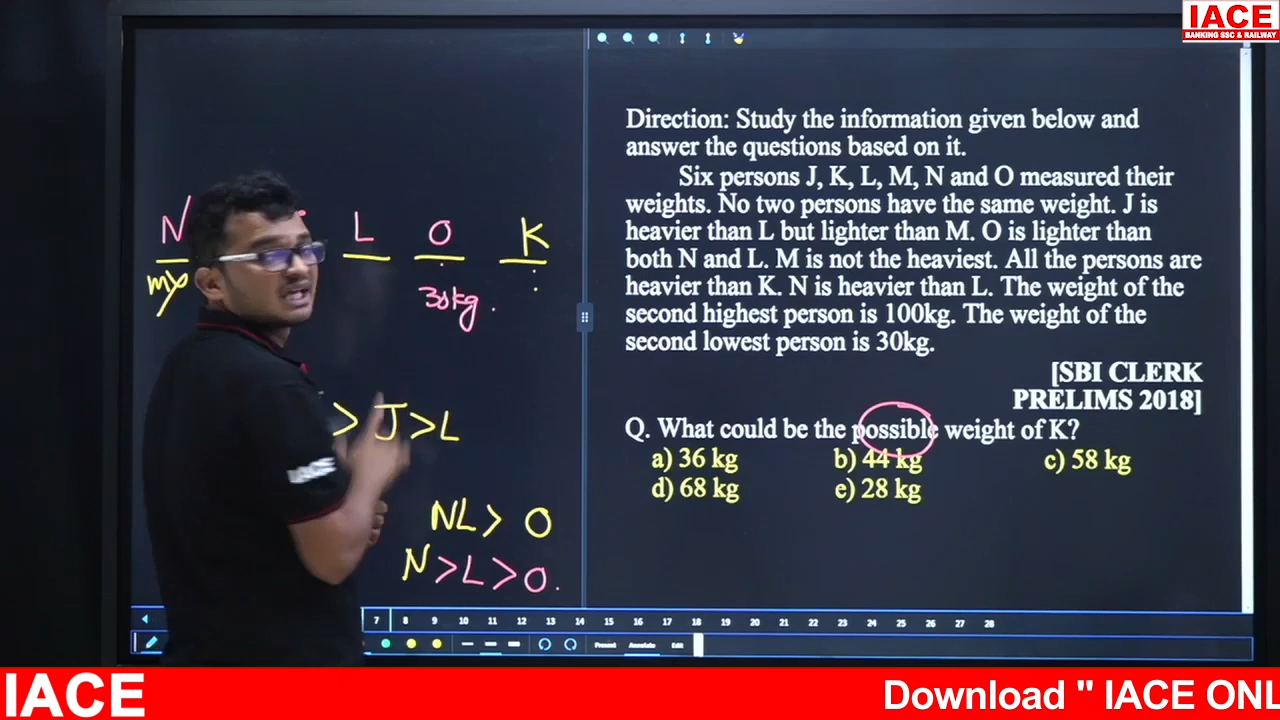 IACE
BANKING SSC & RAILWAY
Direction: Study the information given below and
answer the questions based on it.
Six persons J, K, L, M, N and O measured their
weights. No two persons have the same weight. J is
heavier than L but lighter than M. O is lighter than
both N and L. M is not the heaviest. All the persons are
heavier than K. N is heavier than L. The weight of the
second highest person is 100kg. The weight of the
second lowest person is 30kg.
[SBI CLERK
PRELIMS 2018]
Q. What could be the possible weight of K?
a) 36 kg b) 44 kg c) 58 kg
d) 68 kg e) 28 kg
N L O K
30kg.
> J > L
NL > O
N > L > O.
IACE
7 8 9 10 11 12 13 14 15 16 17 18 19 20 21 22 23 24 25 26 27 28
Present Annotate Edit
IACE
Download " IACE ONL